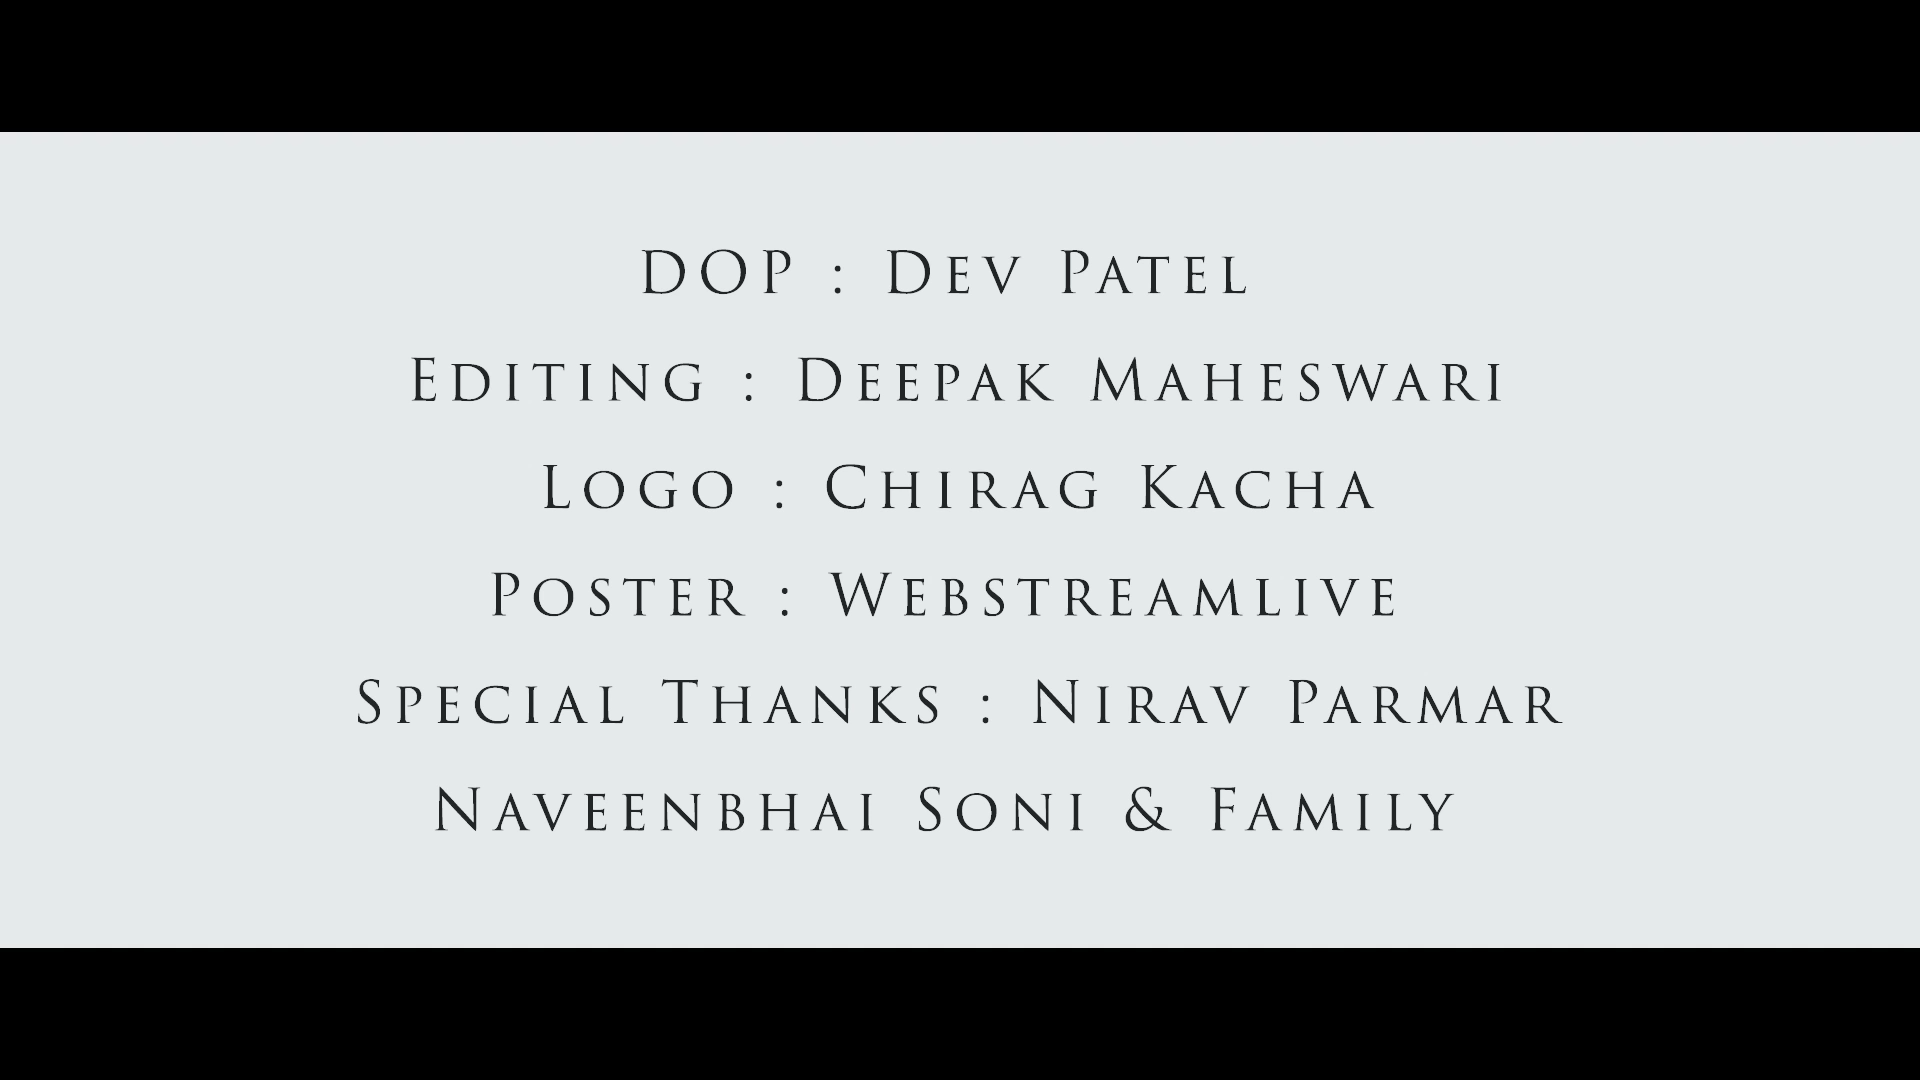 DOP : Dev Patel
Editing : Deepak Maheswari
Logo : Chirag Kacha
Poster : Webstreamlive
Special Thanks : Nirav Parmar
Naveenbhai Soni & Family